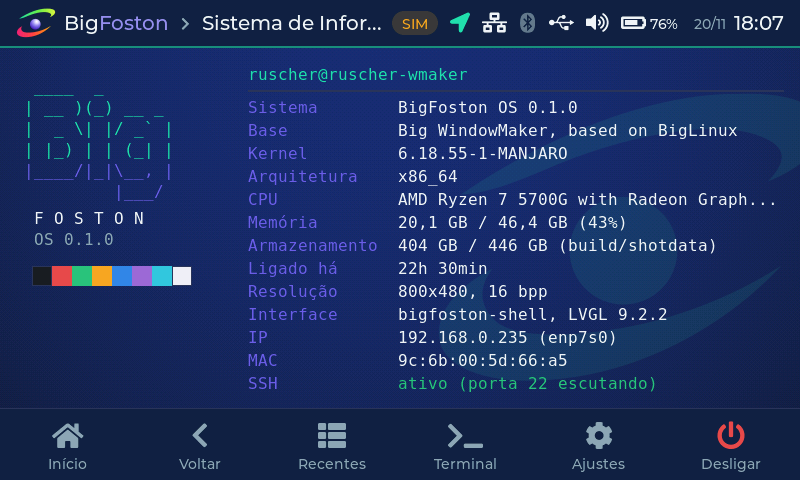 BigFoston > Sistema de Infor... SIM 76% 20/11 18:07
ruscher@ruscher-wmaker
Sistema BigFoston OS 0.1.0
Base Big WindowMaker, based on BigLinux
Kernel 6.18.55-1-MANJARO
Arquitetura x86_64
CPU AMD Ryzen 7 5700G with Radeon Graph...
Memória 20,1 GB / 46,4 GB (43%)
Armazenamento 404 GB / 446 GB (build/shotdata)
Ligado há 22h 30min
Resolução 800x480, 16 bpp
Interface bigfoston-shell, LVGL 9.2.2
IP 192.168.0.235 (enp7s0)
MAC 9c:6b:00:5d:66:a5
SSH ativo (porta 22 escutando)
Big
F O S T O N
OS 0.1.0
Início Voltar Recentes Terminal Ajustes Desligar